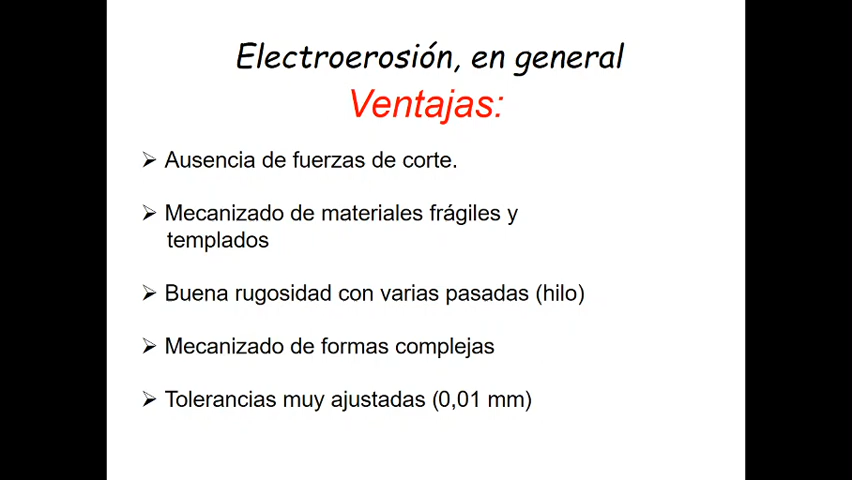 Electroerosión, en general
Ventajas:
➢ Ausencia de fuerzas de corte.
➢ Mecanizado de materiales frágiles y
templados
➢ Buena rugosidad con varias pasadas (hilo)
➢ Mecanizado de formas complejas
➢ Tolerancias muy ajustadas (0,01 mm)